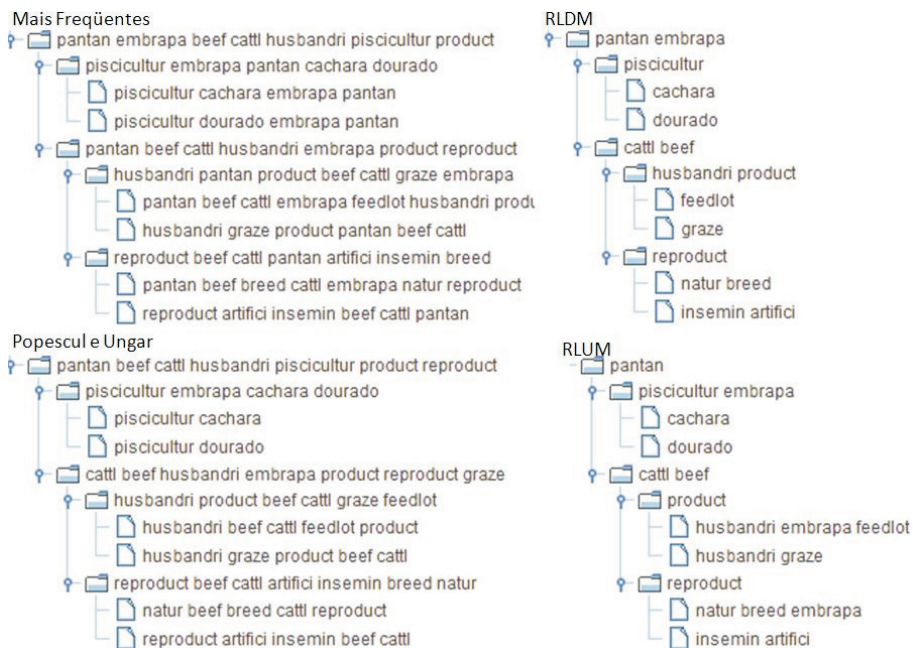 Mais Freqüentes
pantan embrapa beef cattl husbandri piscicultur product
piscicultur embrapa pantan cachara dourado
piscicultur cachara embrapa pantan
piscicultur dourado embrapa pantan
pantan beef cattl husbandri embrapa product reproduct
husbandri pantan product beef cattl graze embrapa
pantan beef cattl embrapa feedlot husbandri produ
husbandri graze product pantan beef cattl
reproduct beef cattl pantan artifici insemin breed
pantan beef breed cattl embrapa natur reproduct
reproduct artifici insemin beef cattl pantan
RLDM
pantan embrapa
piscicultur
cachara
dourado
cattl beef
husbandri product
feedlot
graze
reproduct
natur breed
insemin artifici
Popescul e Ungar
pantan beef cattl husbandri piscicultur product reproduct
piscicultur embrapa cachara dourado
piscicultur cachara
piscicultur dourado
cattl beef husbandri embrapa product reproduct graze
husbandri product beef cattl graze feedlot
husbandri beef cattl feedlot product
husbandri graze product beef cattl
reproduct beef cattl artifici insemin breed natur
natur beef breed cattl reproduct
reproduct artifici insemin beef cattl
RLUM
pantan
piscicultur embrapa
cachara
dourado
cattl beef
product
husbandri embrapa feedlot
husbandri graze
reproduct
natur breed embrapa
insemin artifici